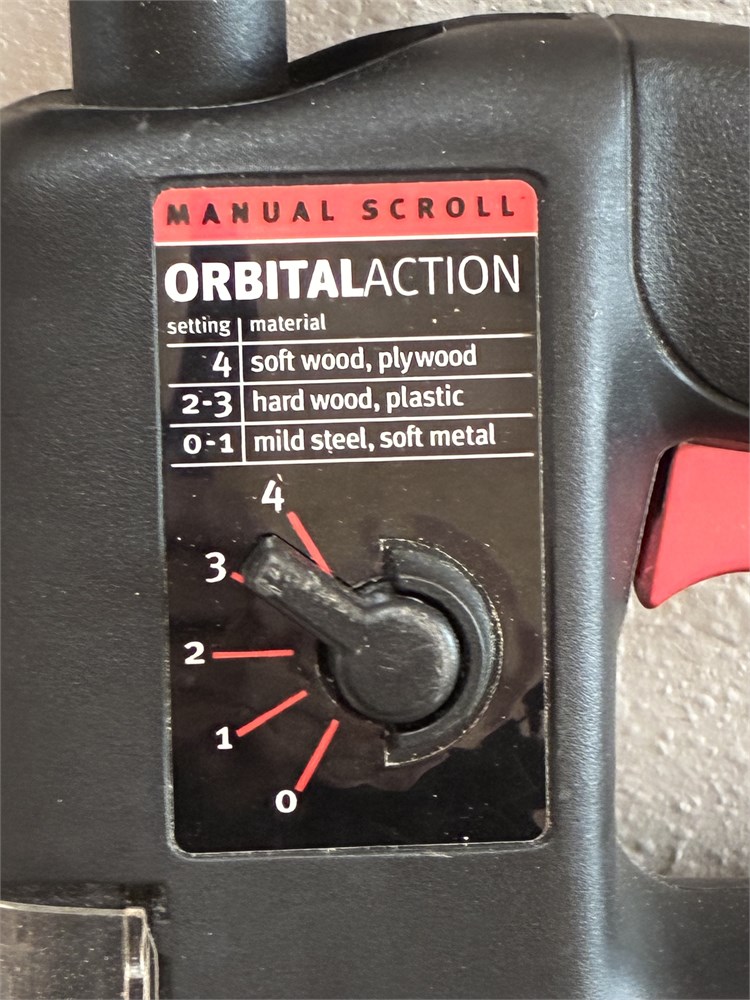 MANUAL SCROLL
ORBITALACTION
setting | material
4 soft wood, plywood
2-3 hard wood, plastic
0-1 mild steel, soft metal
4
3
2
1
0